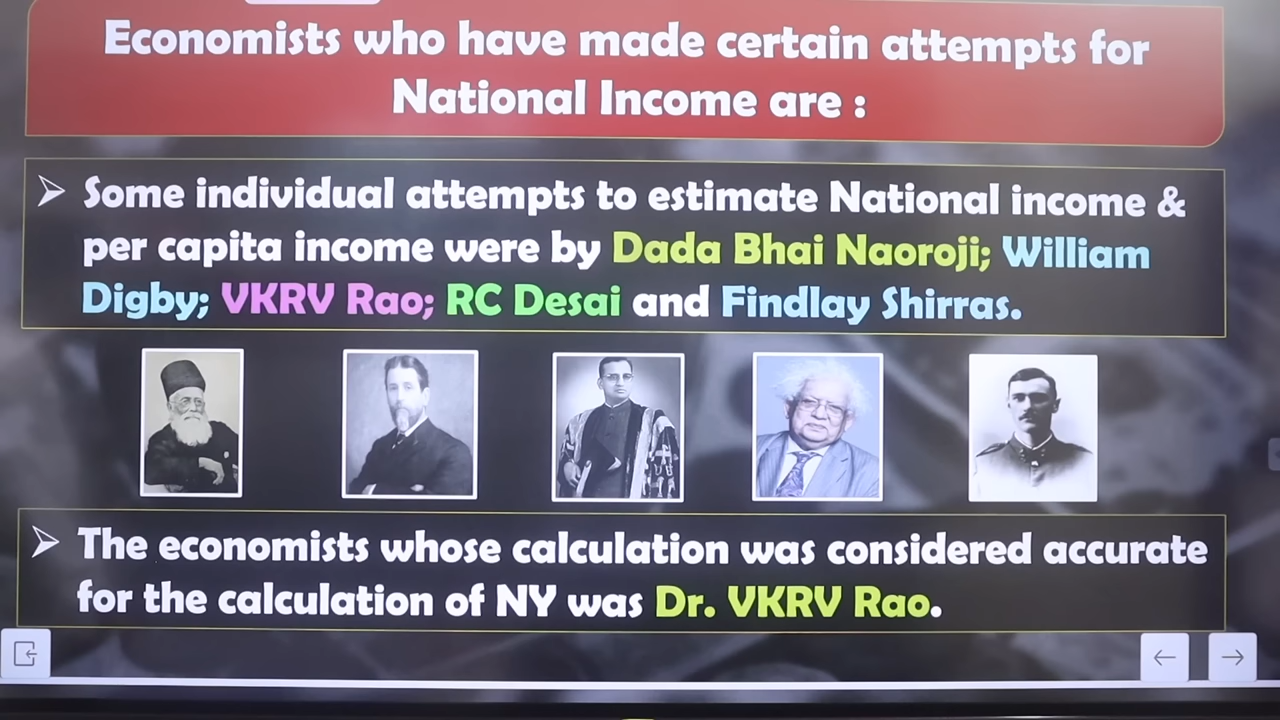 Economists who have made certain attempts for
National Income are :
Some individual attempts to estimate National income &
per capita income were by Dada Bhai Naoroji; William
Digby; VKRV Rao; RC Desai and Findlay Shirras.
The economists whose calculation was considered accurate
for the calculation of NY was Dr. VKRV Rao.